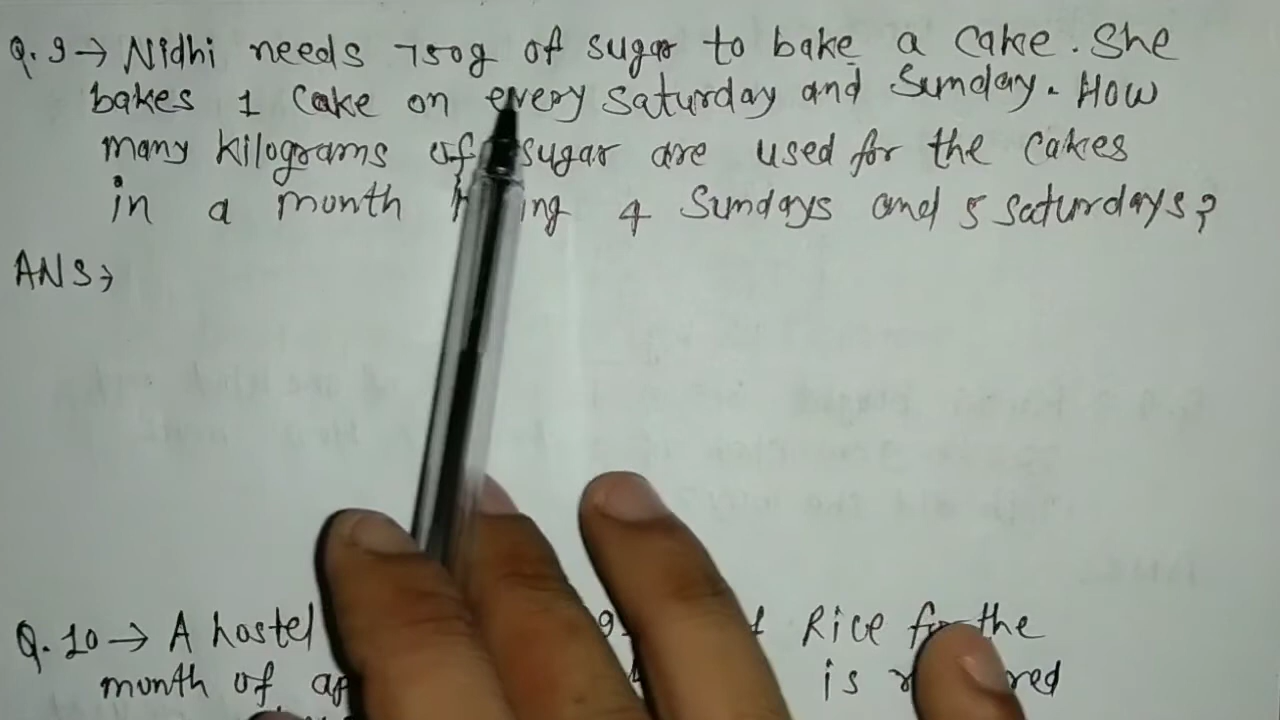 Q.9→ Nidhi needs 750g of sugar to bake a cake. She
bakes 1 cake on every Saturday and Sunday. How
many kilograms of sugar are used for the cakes
in a month ing 4 Sundays and 5 saturdays?
ANS→
Q.10→ A hostel Rice for the
month of is